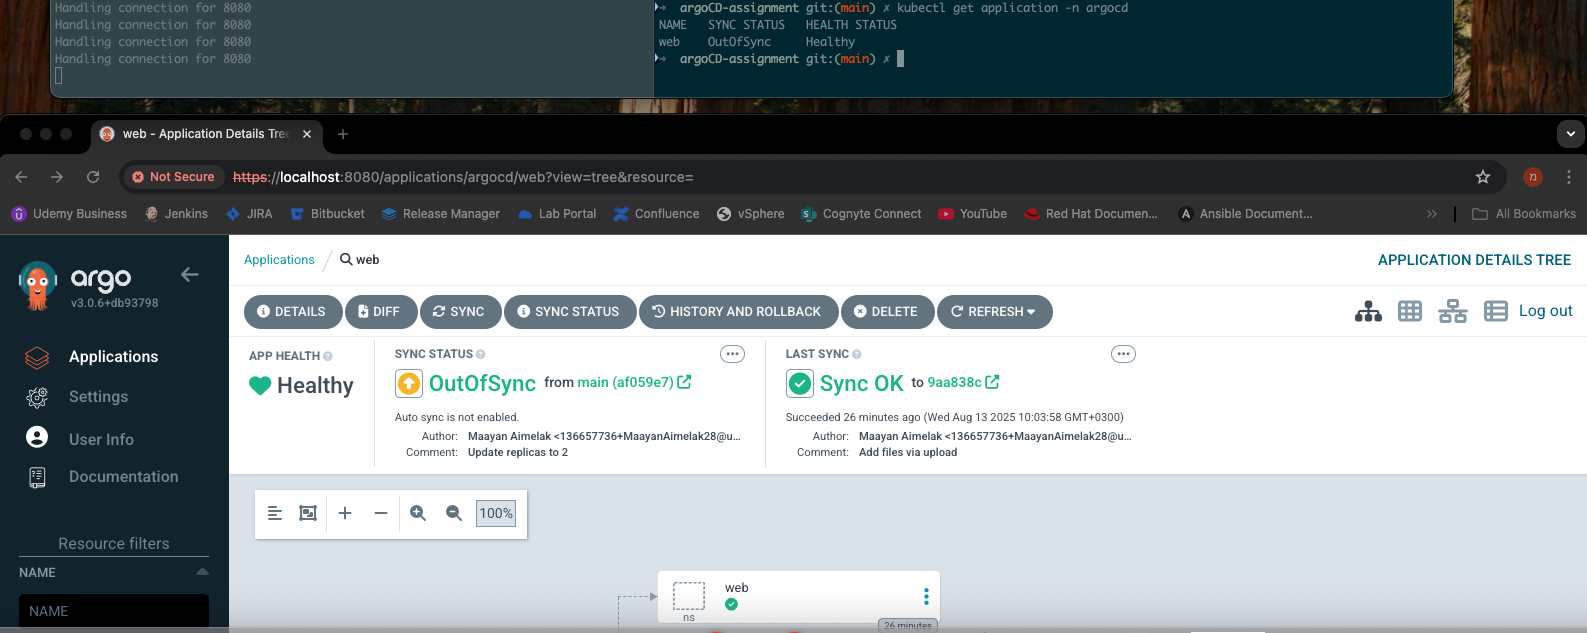 Handling connection for 8080
Handling connection for 8080
Handling connection for 8080
Handling connection for 8080
argoCD-assignment git:(main) ✗ kubectl get application -n argocd
NAME SYNC STATUS HEALTH STATUS
web OutOfSync Healthy
argoCD-assignment git:(main) ✗
web - Application Details Tree
Not Secure https://localhost:8080/applications/argocd/web?view=tree&resource=
מ
Udemy Business Jenkins JIRA Bitbucket Release Manager Lab Portal Confluence vSphere Cognyte Connect YouTube Red Hat Documen... Ansible Document... All Bookmarks
argo
v3.0.6+db93798
Applications
Settings
User Info
Documentation
Resource filters
NAME
NAME
Applications / web
APPLICATION DETAILS TREE
DETAILS DIFF SYNC SYNC STATUS HISTORY AND ROLLBACK DELETE REFRESH
Log out
APP HEALTH
Healthy
SYNC STATUS
OutOfSync from main (af059e7)
Auto sync is not enabled.
Author: Maayan Aimelak <136657736+MaayanAimelak28@u...
Comment: Update replicas to 2
LAST SYNC
Sync OK to 9aa838c
Succeeded 26 minutes ago (Wed Aug 13 2025 10:03:58 GMT+0300)
Author: Maayan Aimelak <136657736+MaayanAimelak28@u...
Comment: Add files via upload
100%
web
ns
26 minutes